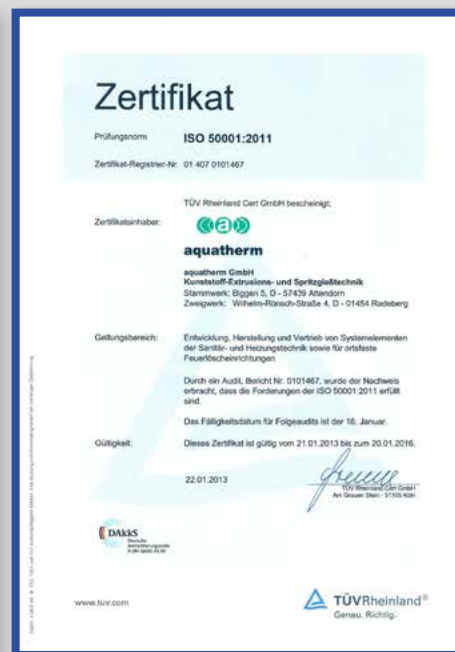 Zertifikat
Prüfungsnorm ISO 50001:2011
Zertifikat-Registrier-Nr. 01 407 0101467
TÜV Rheinland Cert GmbH bescheinigt:
Zertifikatsinhaber:
a
aquatherm
aquatherm GmbH
Kunststoff-Extrusions- und Spritzgießtechnik
Stammwerk: Biggen 5, D - 57439 Attendorn
Zweigwerk: Wilhelm-Rönsch-Straße 4, D - 01454 Radeberg
Geltungsbereich: Entwicklung, Herstellung und Vertrieb von Systemelementen
der Sanitär- und Heizungstechnik sowie für ortsfeste
Feuerlöscheinrichtungen
Durch ein Audit, Bericht Nr. 0101467, wurde der Nachweis
erbracht, dass die Forderungen der ISO 50001:2011 erfüllt
sind.
Das Fälligkeitsdatum für Folgeaudits ist der 16. Januar.
Gültigkeit: Dieses Zertifikat ist gültig vom 21.01.2013 bis zum 20.01.2016.
22.01.2013
TÜV Rheinland Cert GmbH
Am Grauen Stein - 51105 Köln
DAkkS
Deutsche
Akkreditierungsstelle
www.tuv.com
TÜVRheinland®
Genau. Richtig.